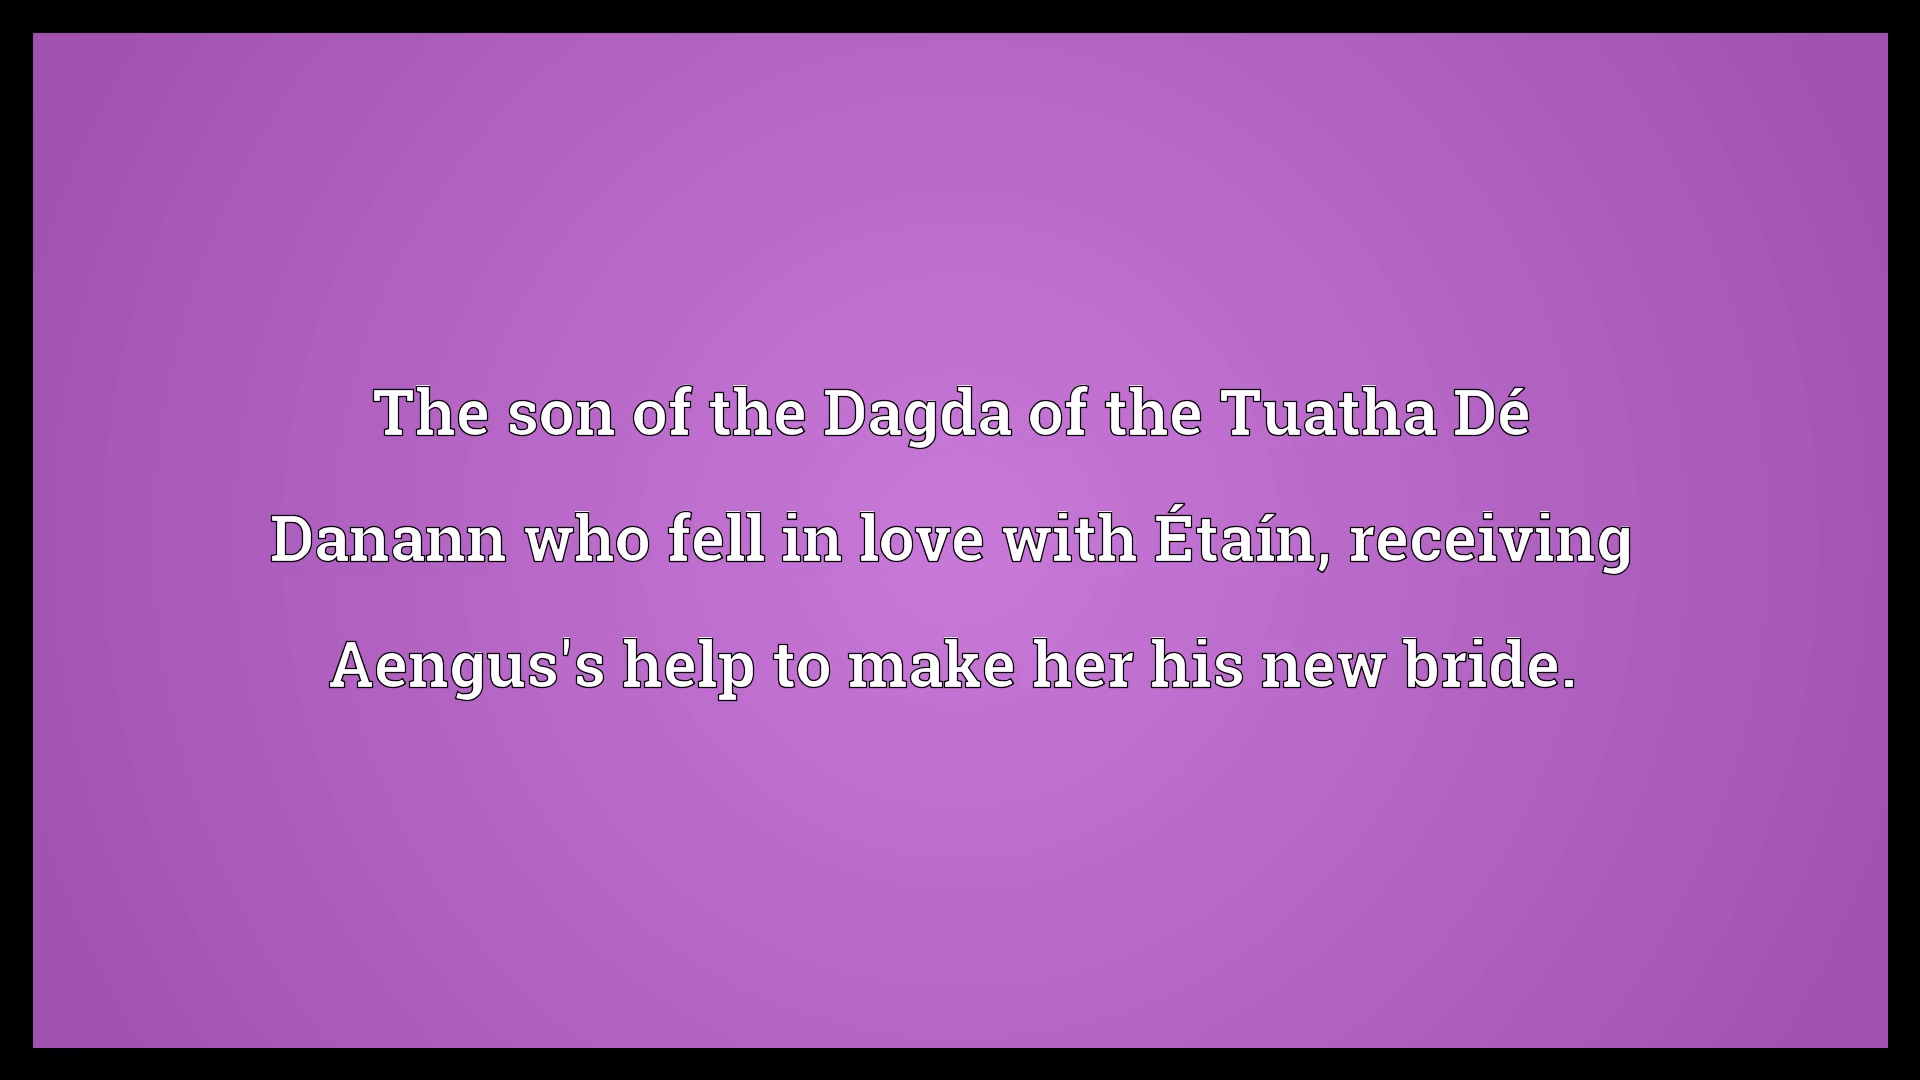 The son of the Dagda of the Tuatha Dé
Danann who fell in love with Étaín, receiving
Aengus's help to make her his new bride.